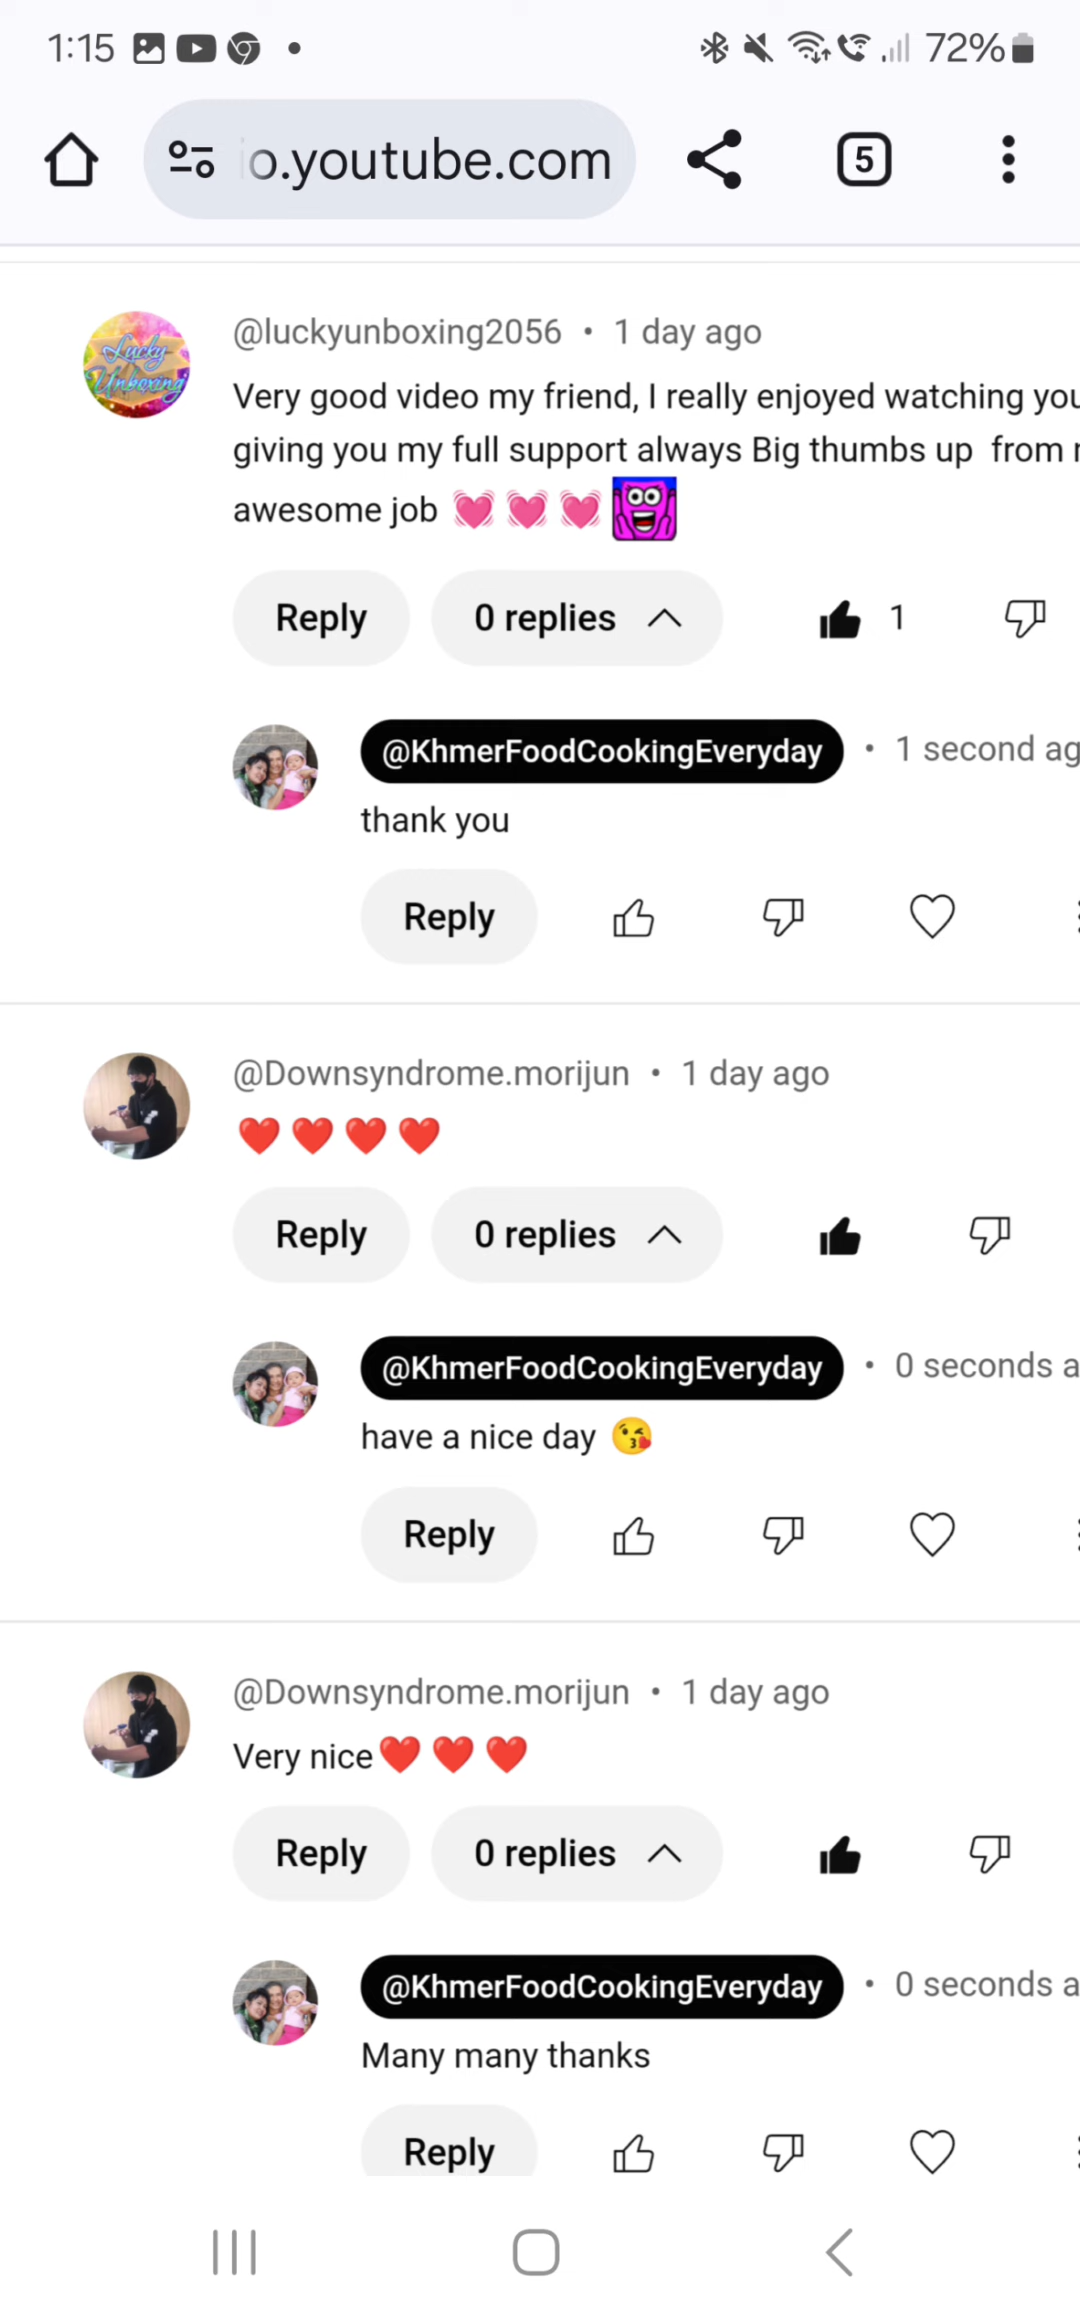 1:15
72%
o.youtube.com
5
Lucky
Unboxing
@luckyunboxing2056 • 1 day ago
Very good video my friend, I really enjoyed watching you
giving you my full support always Big thumbs up from
awesome job 💓 💓 💓
Reply
0 replies
1
@KhmerFoodCookingEveryday • 1 second ag
thank you
Reply
@Downsyndrome.morijun • 1 day ago
❤️ ❤️ ❤️ ❤️
Reply
0 replies
@KhmerFoodCookingEveryday • 0 seconds a
have a nice day 😘
Reply
@Downsyndrome.morijun • 1 day ago
Very nice❤️ ❤️ ❤️
Reply
0 replies
@KhmerFoodCookingEveryday • 0 seconds a
Many many thanks
Reply